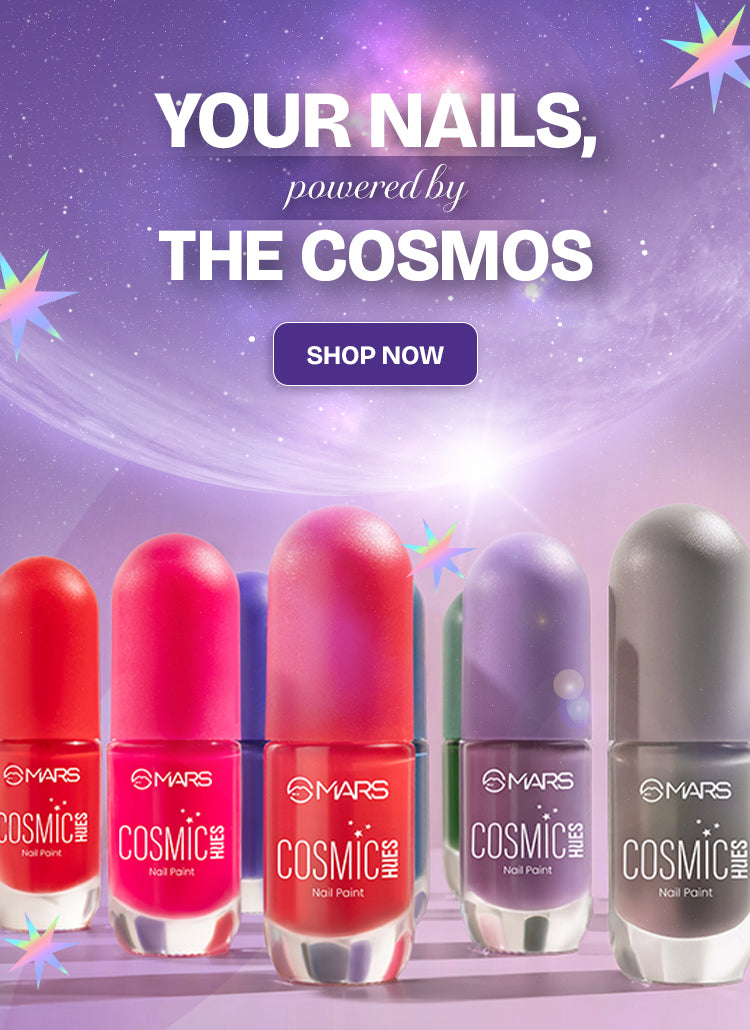 YOUR NAILS,
powered by
THE COSMOS
SHOP NOW
MARS
COSMIC HUES
Nail Paint
MARS
COSMIC HUES
Nail Paint
MARS
COSMIC HUES
Nail Paint
MARS
COSMIC HUES
Nail Paint
MARS
COSMIC HUES
Nail Paint